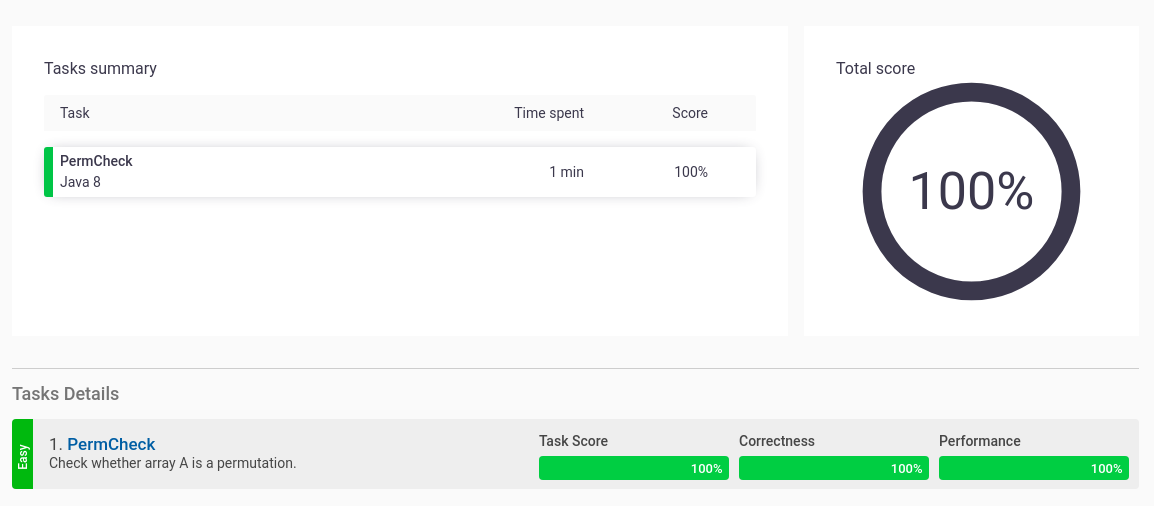 Tasks summary
Total score
Task Time spent Score
PermCheck
Java 8 1 min 100%
100%
Tasks Details
Easy
1. PermCheck
Check whether array A is a permutation.
Task Score Correctness Performance
100% 100% 100%